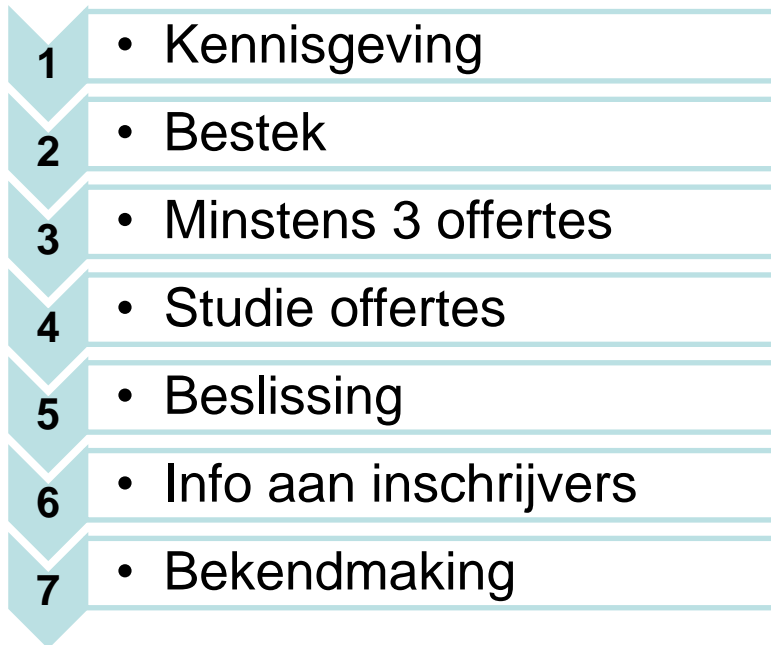 1 • Kennisgeving
2 • Bestek
3 • Minstens 3 offertes
4 • Studie offertes
5 • Beslissing
6 • Info aan inschrijvers
7 • Bekendmaking